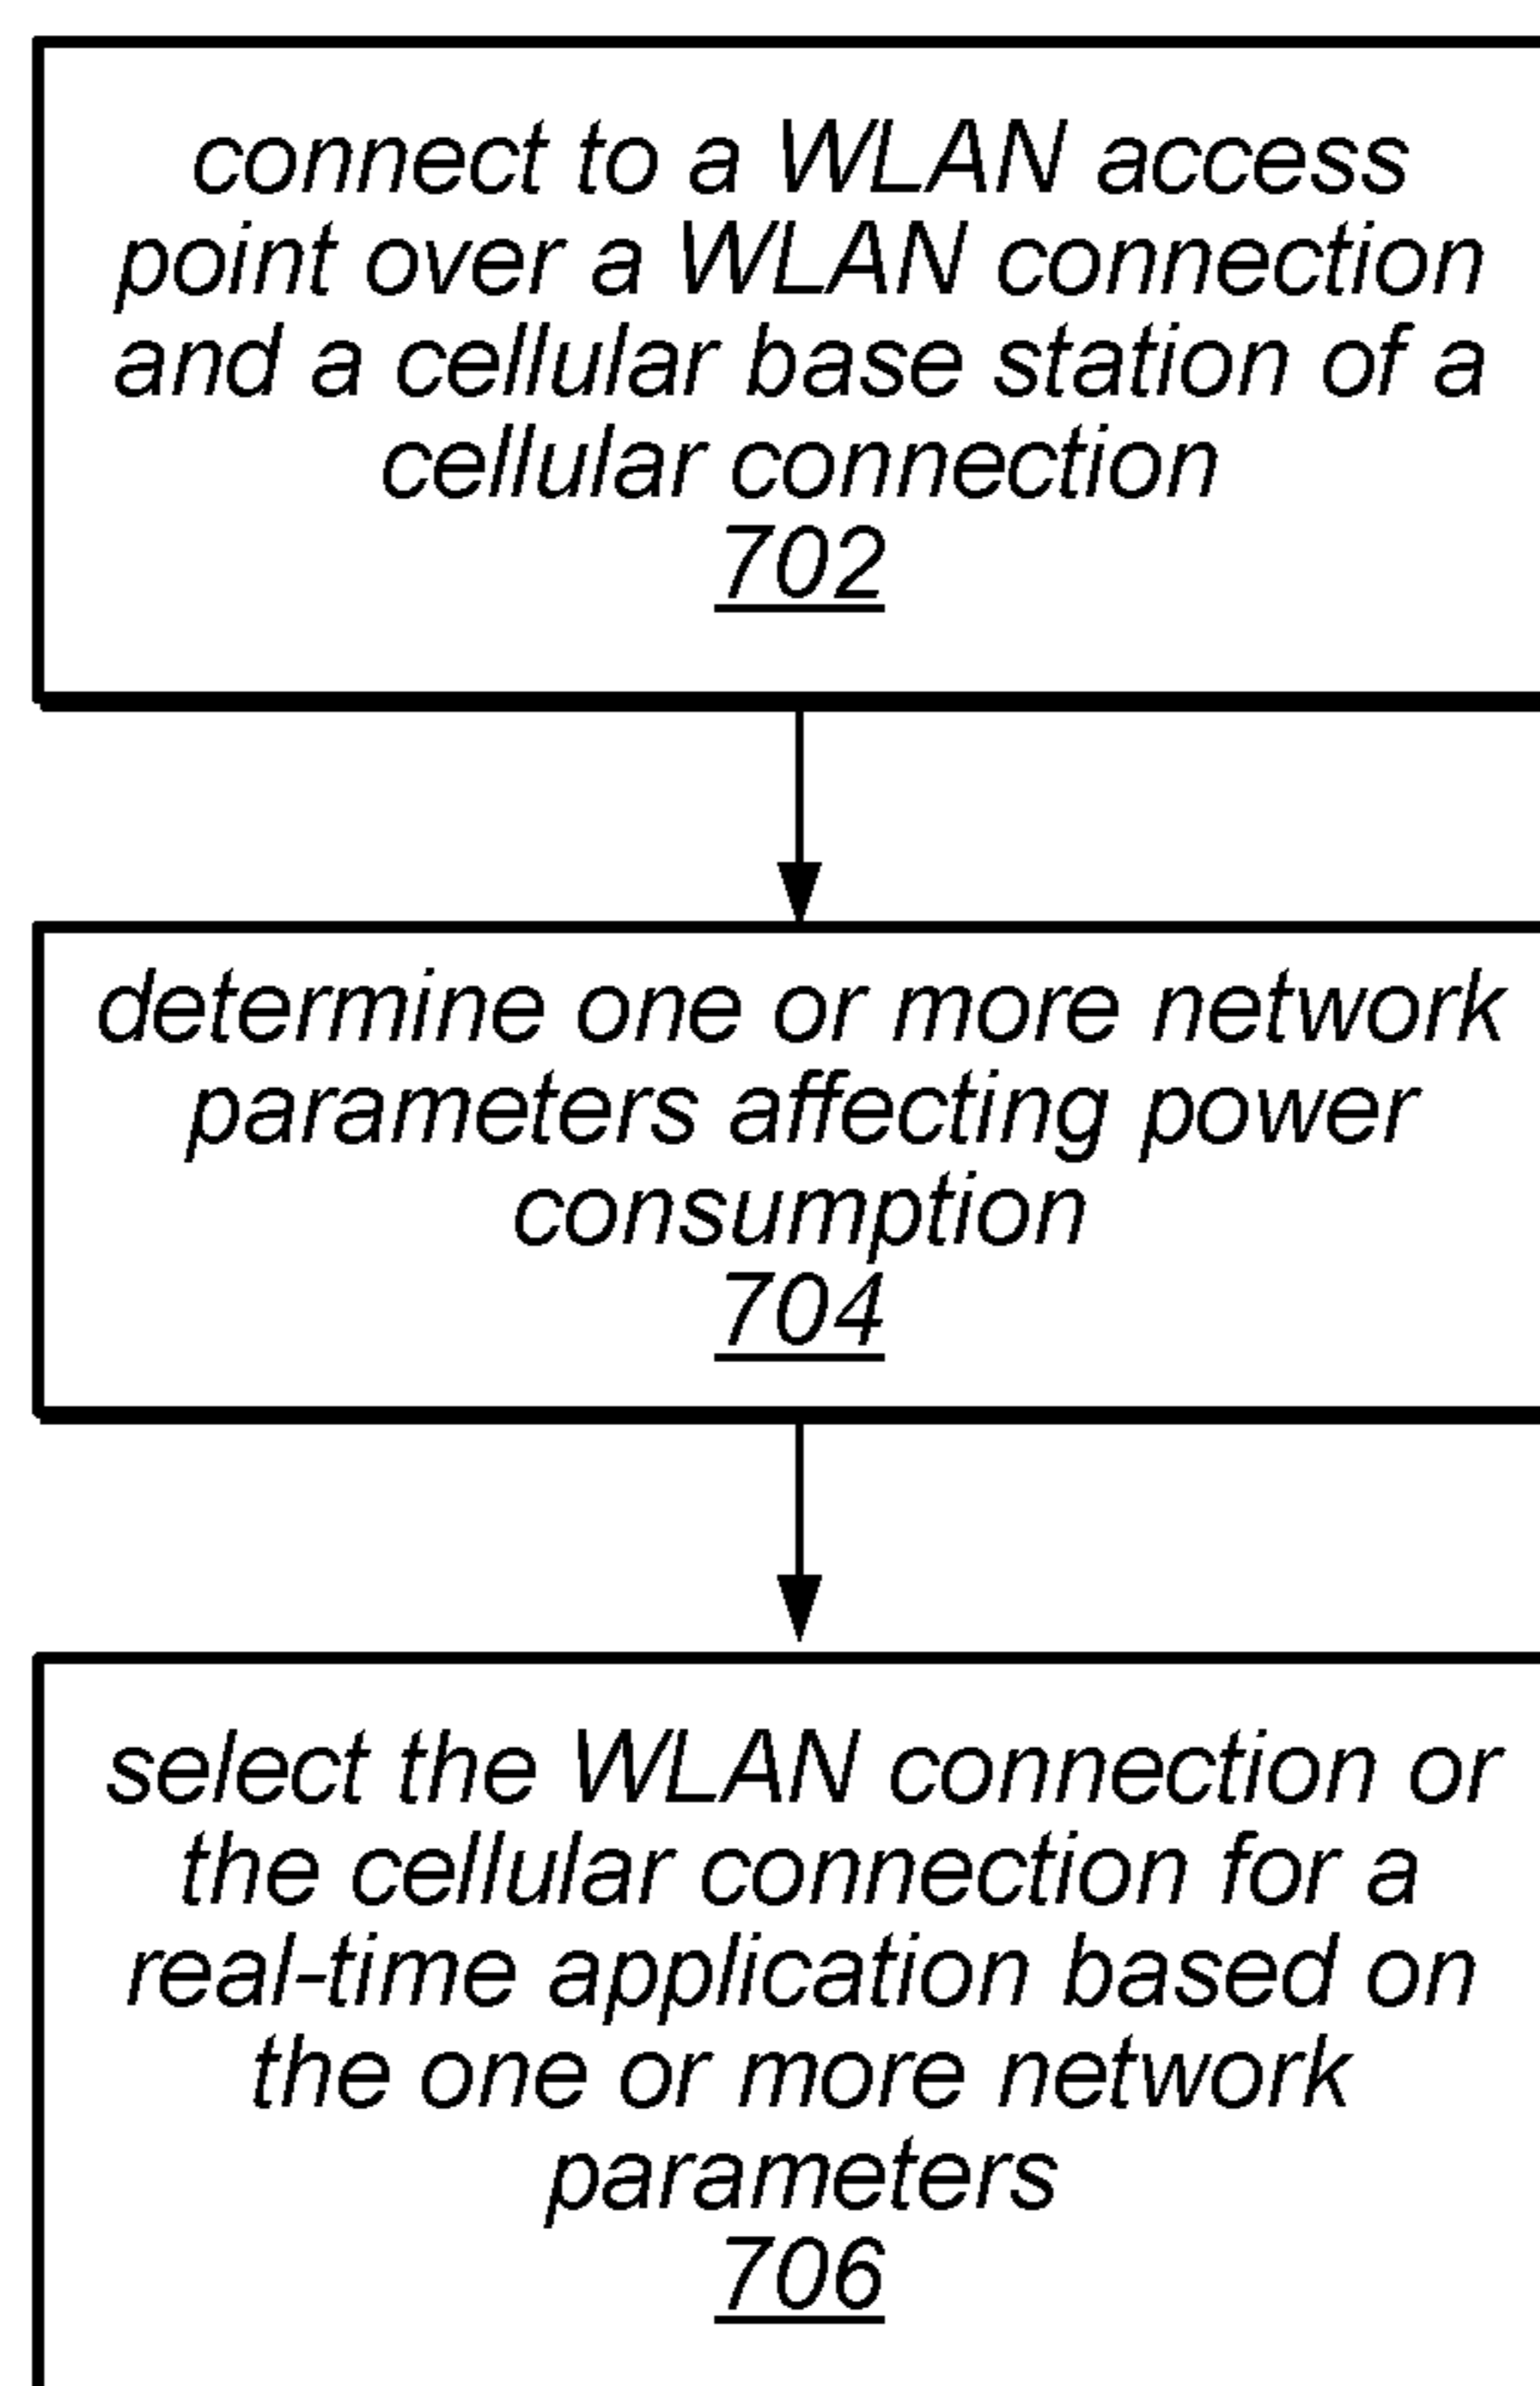 connect to a WLAN access
point over a WLAN connection
and a cellular base station of a
cellular connection
702
determine one or more network
parameters affecting power
consumption
704
select the WLAN connection or
the cellular connection for a
real-time application based on
the one or more network
parameters
706